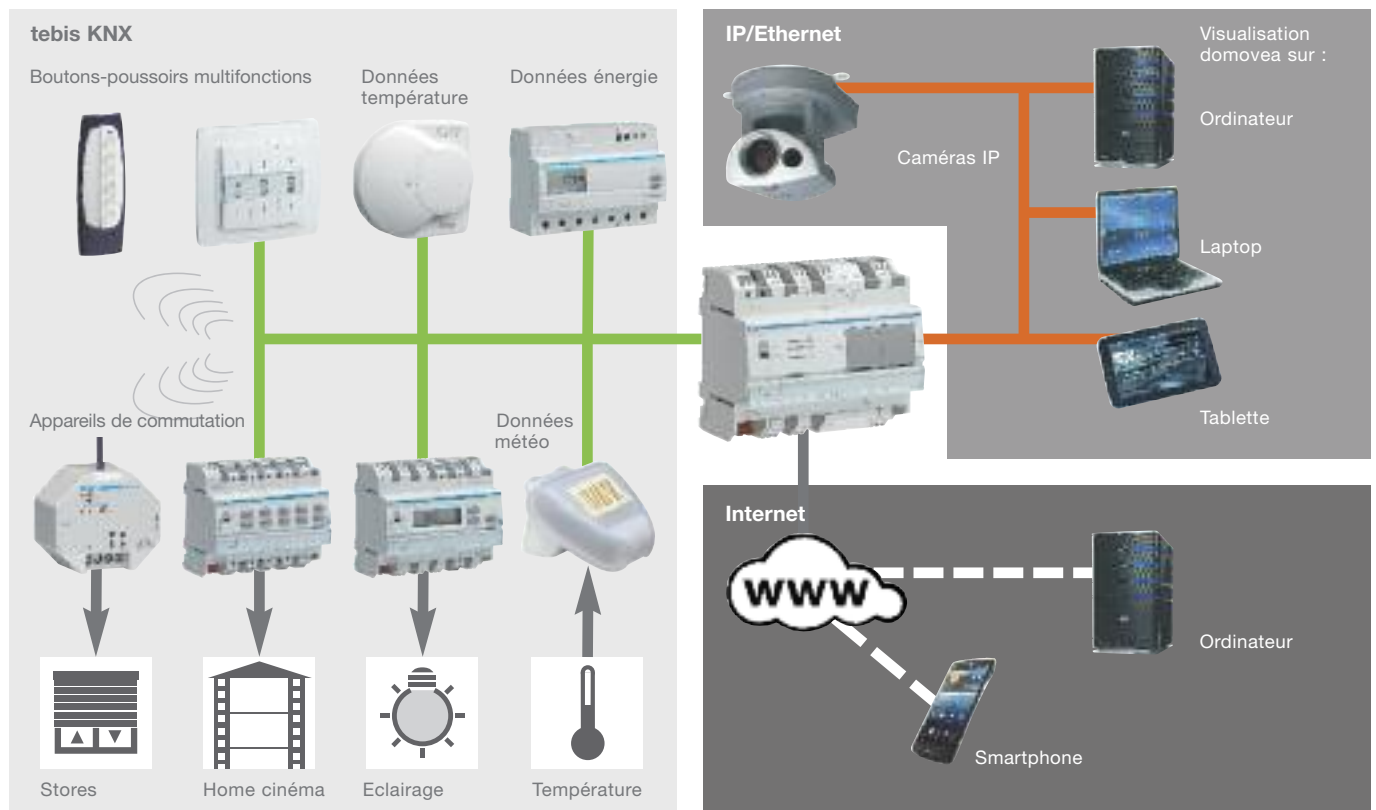 tebis KNX
Boutons-poussoirs multifonctions
Données
température
Données énergie
Appareils de commutation
Données
météo
Stores
Home cinéma
Eclairage
Température
IP/Ethernet
Visualisation
domovea sur :
Ordinateur
Caméras IP
Laptop
Tablette
Internet
www
Ordinateur
Smartphone